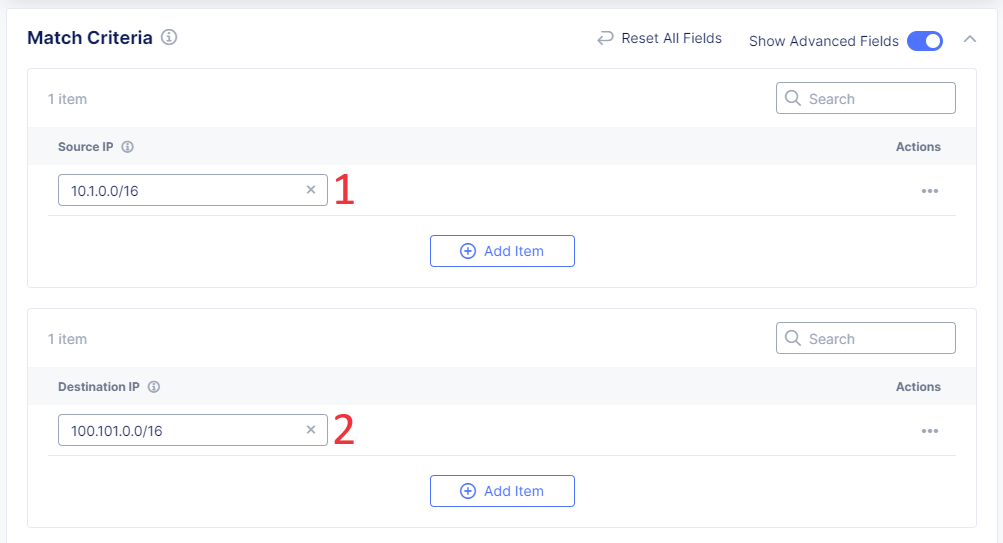 Match Criteria Reset All Fields Show Advanced Fields
1 item Search
Source IP Actions
10.1.0.0/16 1
Add Item
1 item Search
Destination IP Actions
100.101.0.0/16 2
Add Item